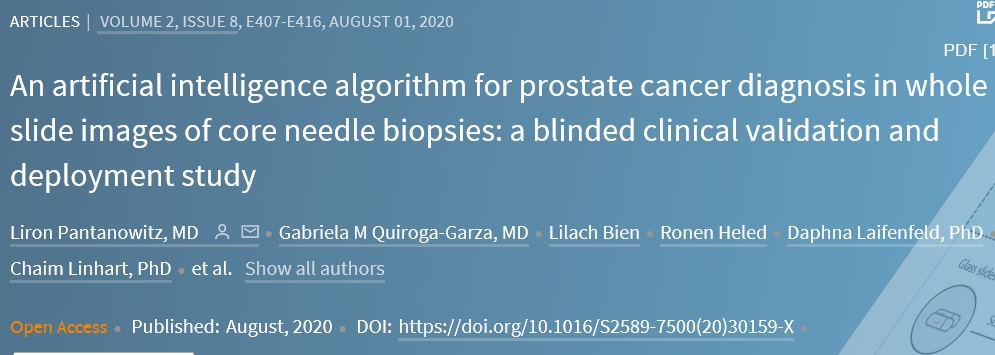 ARTICLES | VOLUME 2, ISSUE 8, E407-E416, AUGUST 01, 2020
PDF
PDF [1
An artificial intelligence algorithm for prostate cancer diagnosis in whole
slide images of core needle biopsies: a blinded clinical validation and
deployment study
Liron Pantanowitz, MD • Gabriela M Quiroga-Garza, MD • Lilach Bien • Ronen Heled • Daphna Laifenfeld, PhD
Chaim Linhart, PhD • et al. Show all authors
Glass slides
Open Access • Published: August, 2020 • DOI: https://doi.org/10.1016/S2589-7500(20)30159-X •